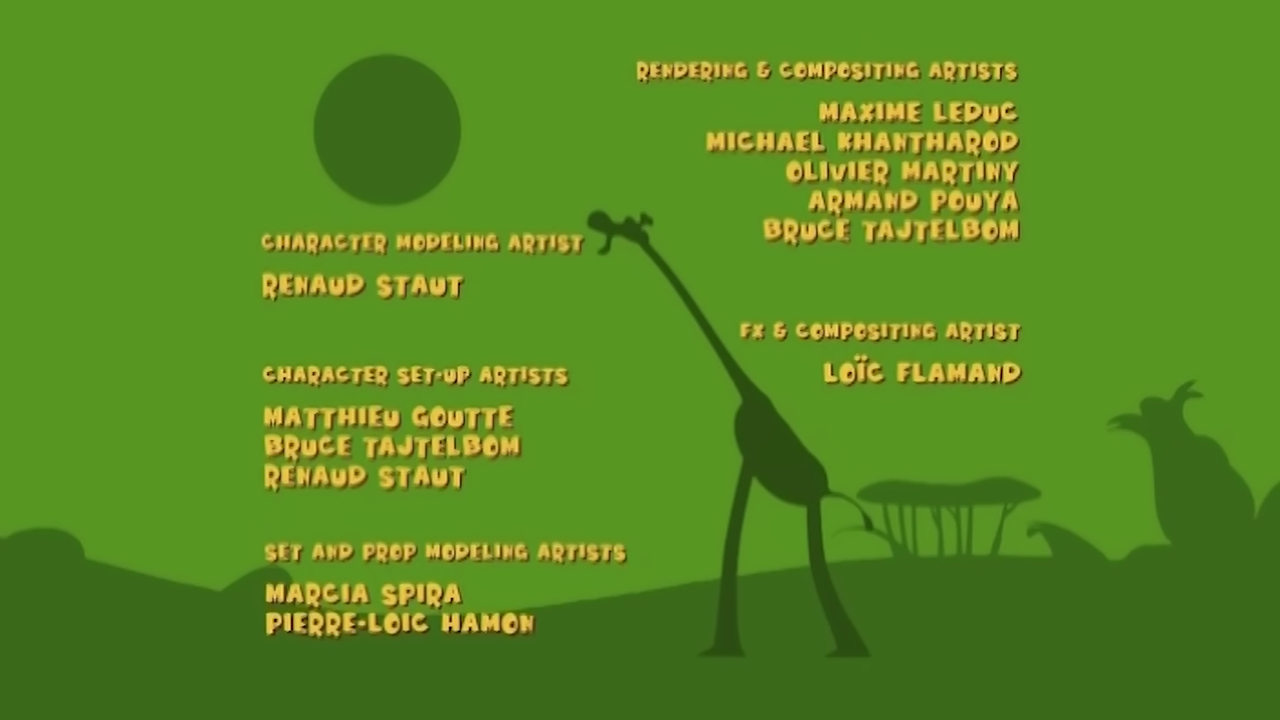 CHARACTER MODELING ARTIST
RENAUD STAUT
CHARACTER SET-UP ARTISTS
MATTHIEU GOUTTE
BRUCE TAJTELBOM
RENAUD STAUT
SET AND PROP MODELING ARTISTS
MARCIA SPIRA
PIERRE-LOIC HAMON
RENDERING & COMPOSITING ARTISTS
MAXIME LEDUC
MICHAEL KHANTHAROD
OLIVIER MARTINY
ARMAND POUYA
BRUCE TAJTELBOM
FX & COMPOSITING ARTIST
LOÏC FLAMAND